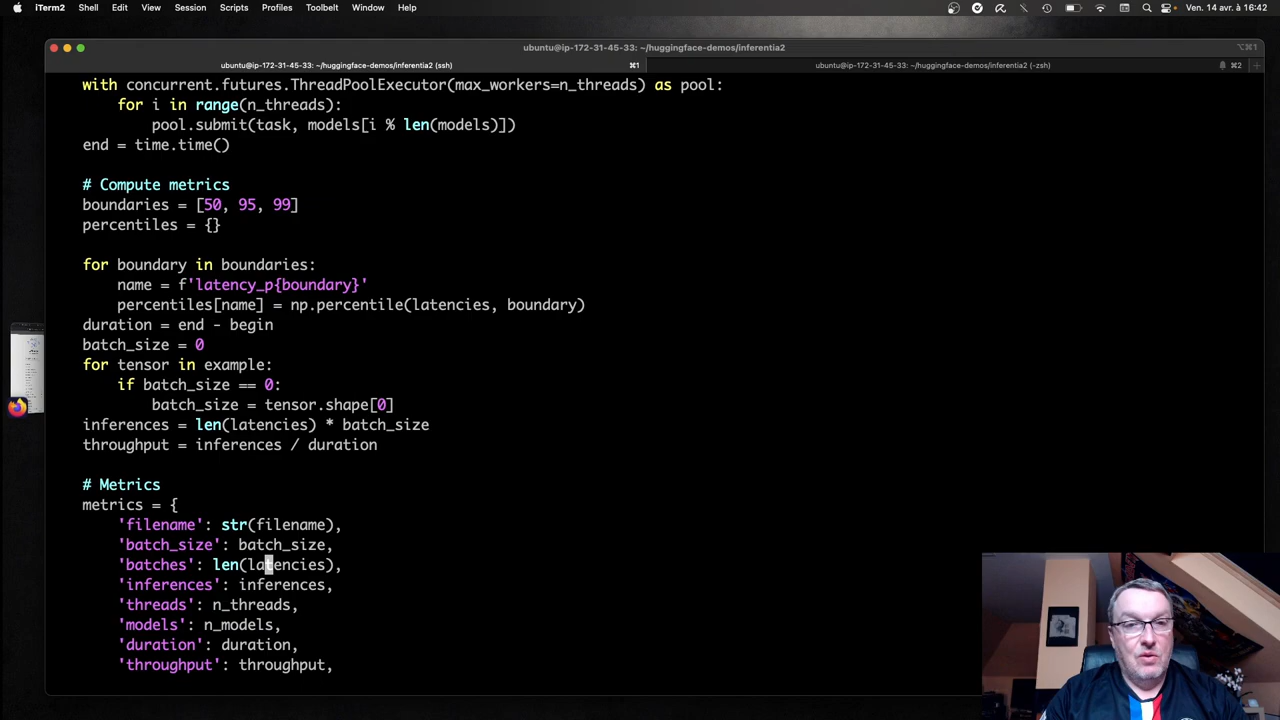 iTerm2 Shell Edit View Session Scripts Profiles Toolbelt Window Help Ven. 14 avr. à 16:42
ubuntu@ip-172-31-45-33: ~/huggingface-demos/inferentia2 ⌥⌘1
ubuntu@ip-172-31-45-33: ~/huggingface-demos/inferentia2 (ssh) ⌘1 ubuntu@ip-172-31-45-33: ~/huggingface-demos/inferentia2 (-zsh) ⌘2
with concurrent.futures.ThreadPoolExecutor(max_workers=n_threads) as pool:
for i in range(n_threads):
pool.submit(task, models[i % len(models)])
end = time.time()
# Compute metrics
boundaries = [50, 95, 99]
percentiles = {}
for boundary in boundaries:
name = f'latency_p{boundary}'
percentiles[name] = np.percentile(latencies, boundary)
duration = end - begin
batch_size = 0
for tensor in example:
if batch_size == 0:
batch_size = tensor.shape[0]
inferences = len(latencies) * batch_size
throughput = inferences / duration
# Metrics
metrics = {
'filename': str(filename),
'batch_size': batch_size,
'batches': len(latencies),
'inferences': inferences,
'threads': n_threads,
'models': n_models,
'duration': duration,
'throughput': throughput,